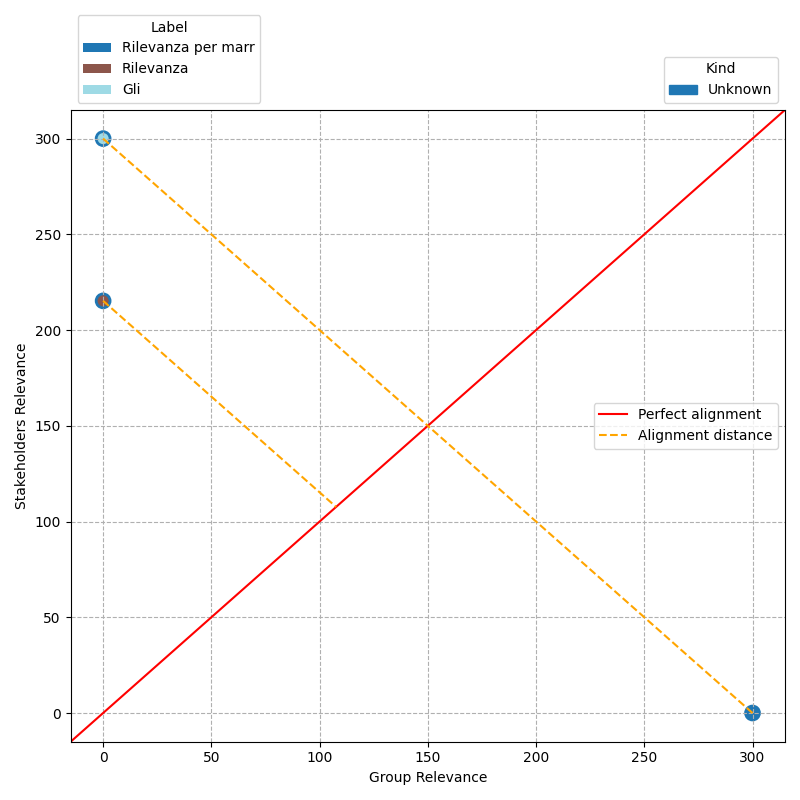 Label
Rilevanza per marr
Rilevanza
Gli
Kind
Unknown
300
250
200
150
100
50
0
Stakeholders Relevance
Perfect alignment
Alignment distance
0 50 100 150 200 250 300
Group Relevance